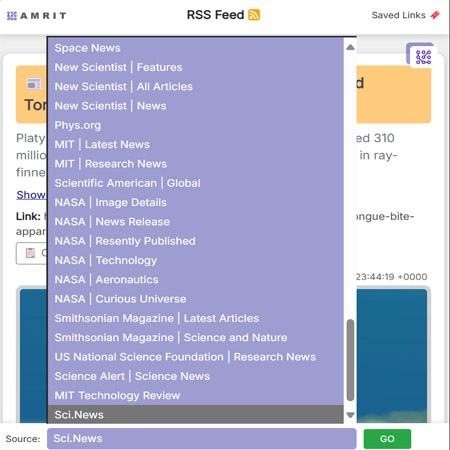 AMRIT
RSS Feed
Saved Links
Space News
New Scientist | Features
New Scientist | All Articles
New Scientist | News
Phys.org
MIT | Latest News
MIT | Research News
Scientific American | Global
NASA | Image Details
NASA | News Release
NASA | Recently Published
NASA | Technology
NASA | Aeronautics
NASA | Curious Universe
Smithsonian Magazine | Latest Articles
Smithsonian Magazine | Science and Nature
US National Science Foundation | Research News
Science Alert | Science News
MIT Technology Review
Sci.News
Platy
ed 310
millio
in ray-
finne
Show
Link:
ongue-bite-
appar
23:44:19 +0000
Source:
Sci.News
GO